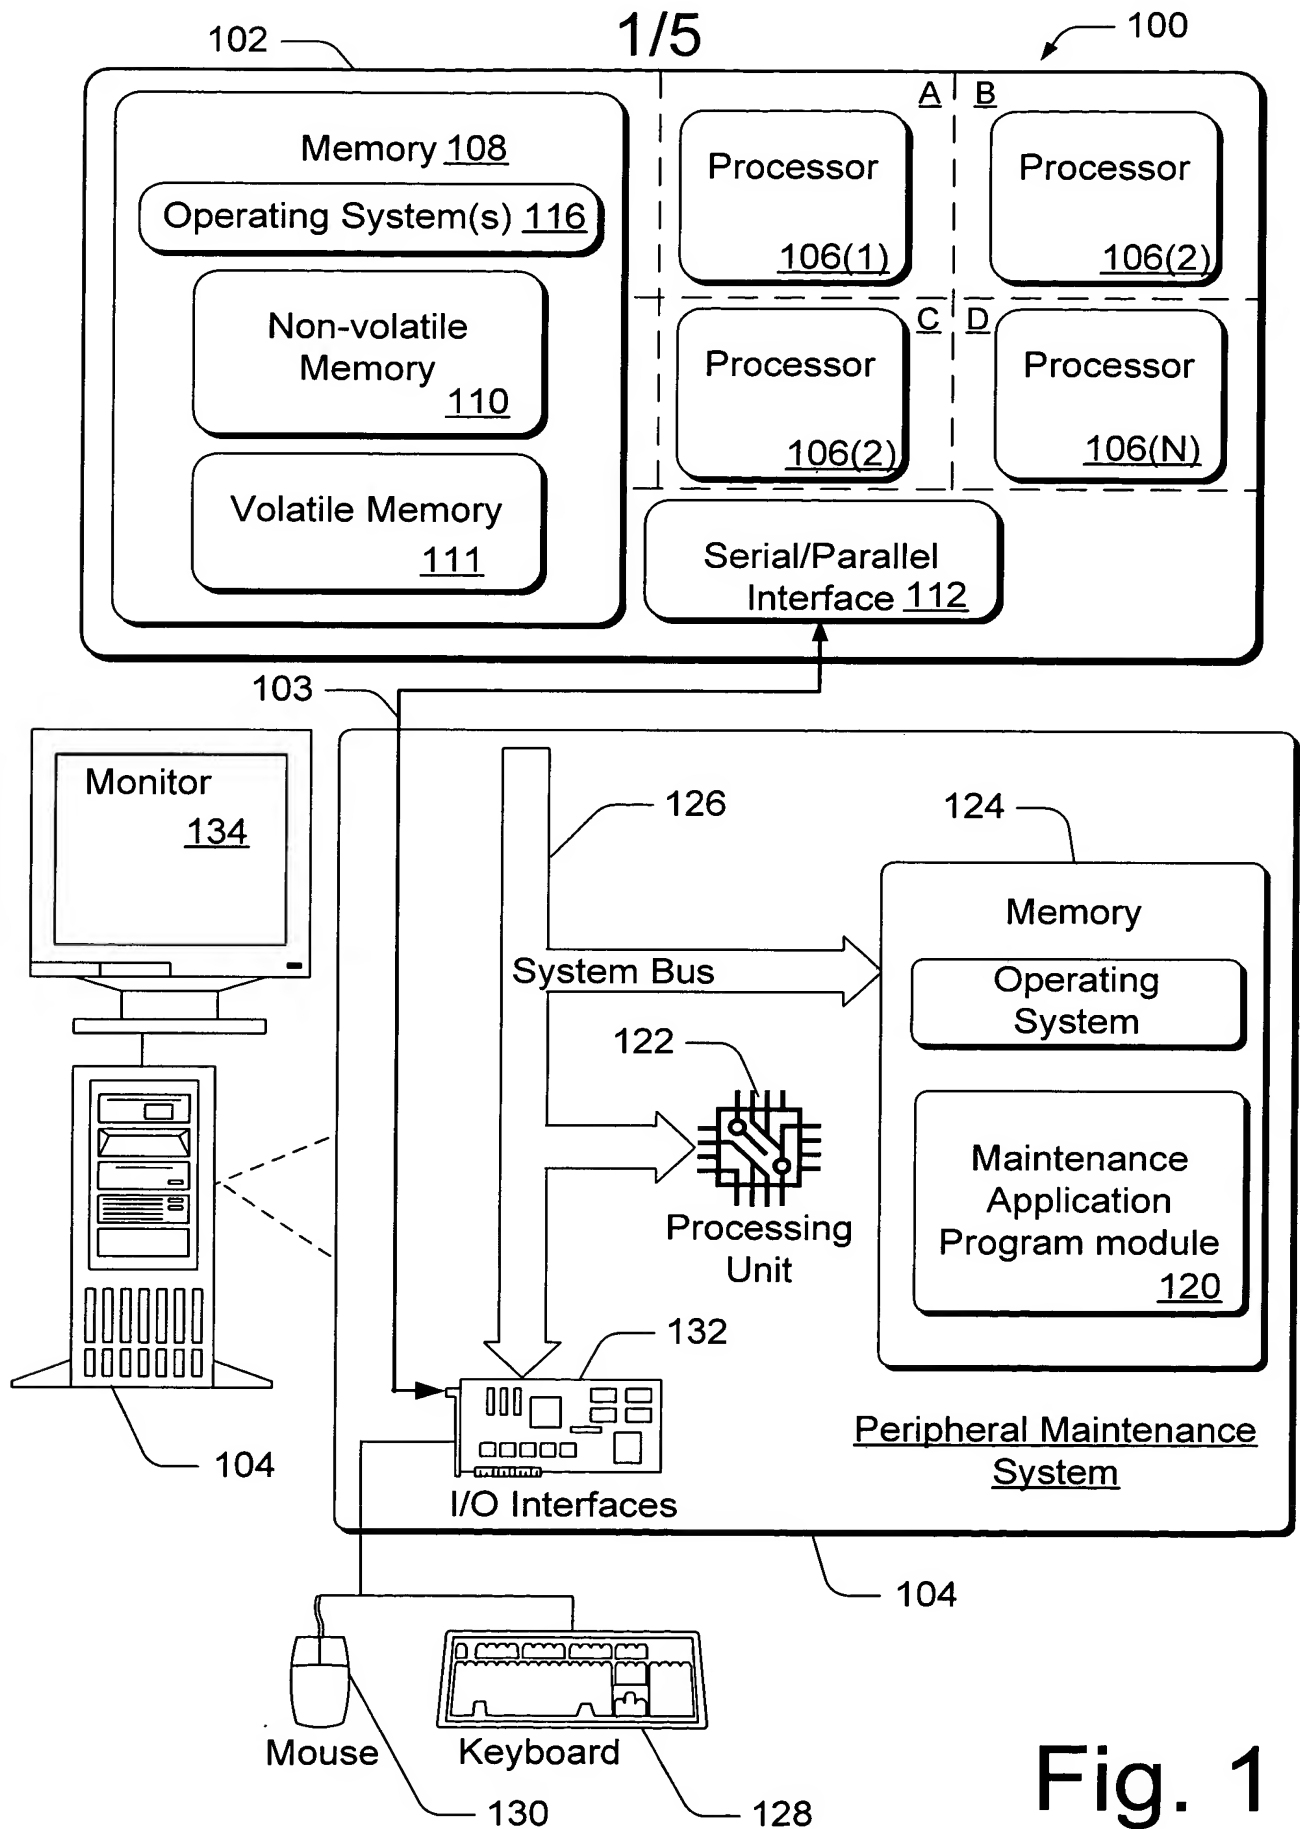 1/5
102
100
Memory 108
Operating System(s) 116
Non-volatile
Memory
110
Volatile Memory
111
A
B
Processor
106(1)
Processor
106(2)
C
D
Processor
106(2)
Processor
106(N)
Serial/Parallel
Interface 112
103
Monitor
134
126
124
Memory
System Bus
Operating
System
122
Processing
Unit
Maintenance
Application
Program module
120
132
I/O Interfaces
Peripheral Maintenance
System
104
104
Mouse
Keyboard
130
128
Fig. 1